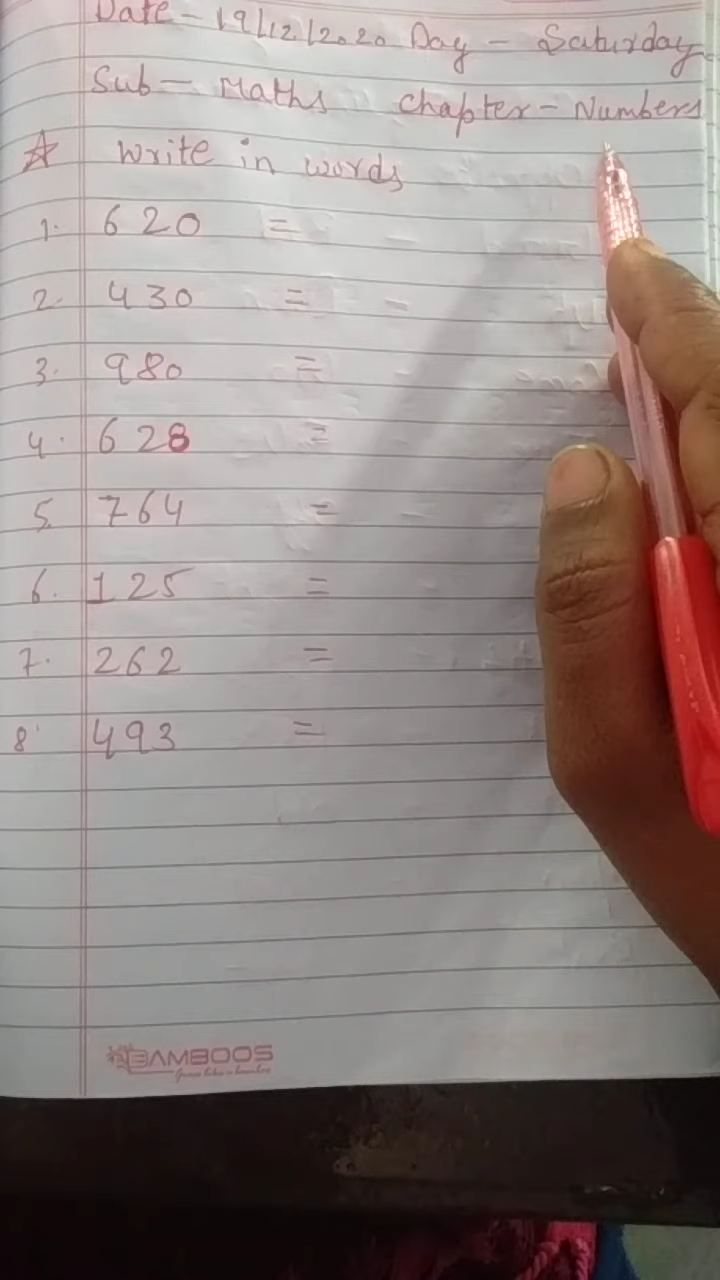 Date - 19/12/2020 Day - Saturday
Sub - Maths Chapter - Numbers
☆ Write in words
1. 620 = -
2. 430 = -
3. 980 = -
4. 628 = -
5. 764 = -
6. 125 =
7. 262 =
8. 493 =
BAMBOOS